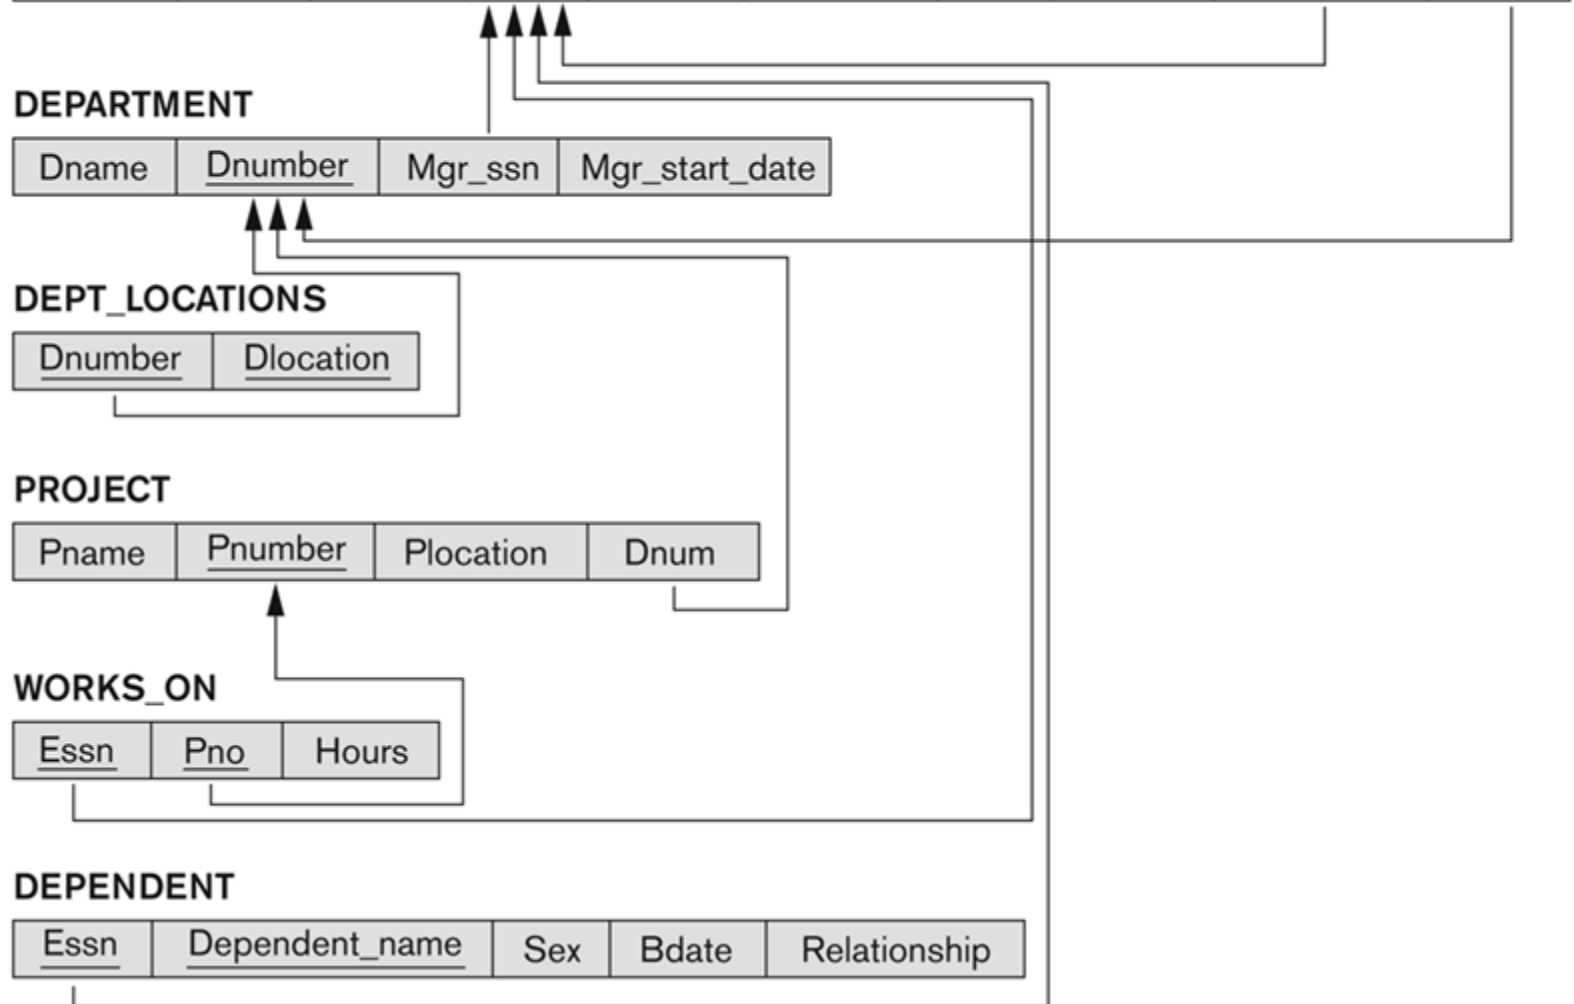 DEPARTMENT
Dname Dnumber Mgr_ssn Mgr_start_date
DEPT_LOCATIONS
Dnumber Dlocation
PROJECT
Pname Pnumber Plocation Dnum
WORKS_ON
Essn Pno Hours
DEPENDENT
Essn Dependent_name Sex Bdate Relationship